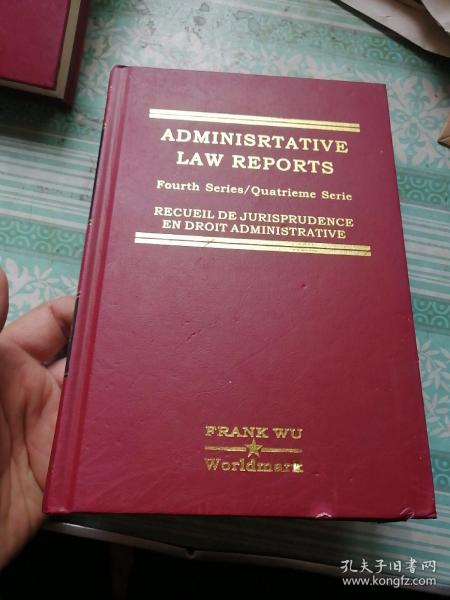 ADMINISRTATIVE
LAW REPORTS
Fourth Series/Quatrieme Serie
RECUEIL DE JURISPRUDENCE
EN DROIT ADMINISTRATIVE
FRANK WU
Worldmark
孔夫子旧书网
www.kongfz.com